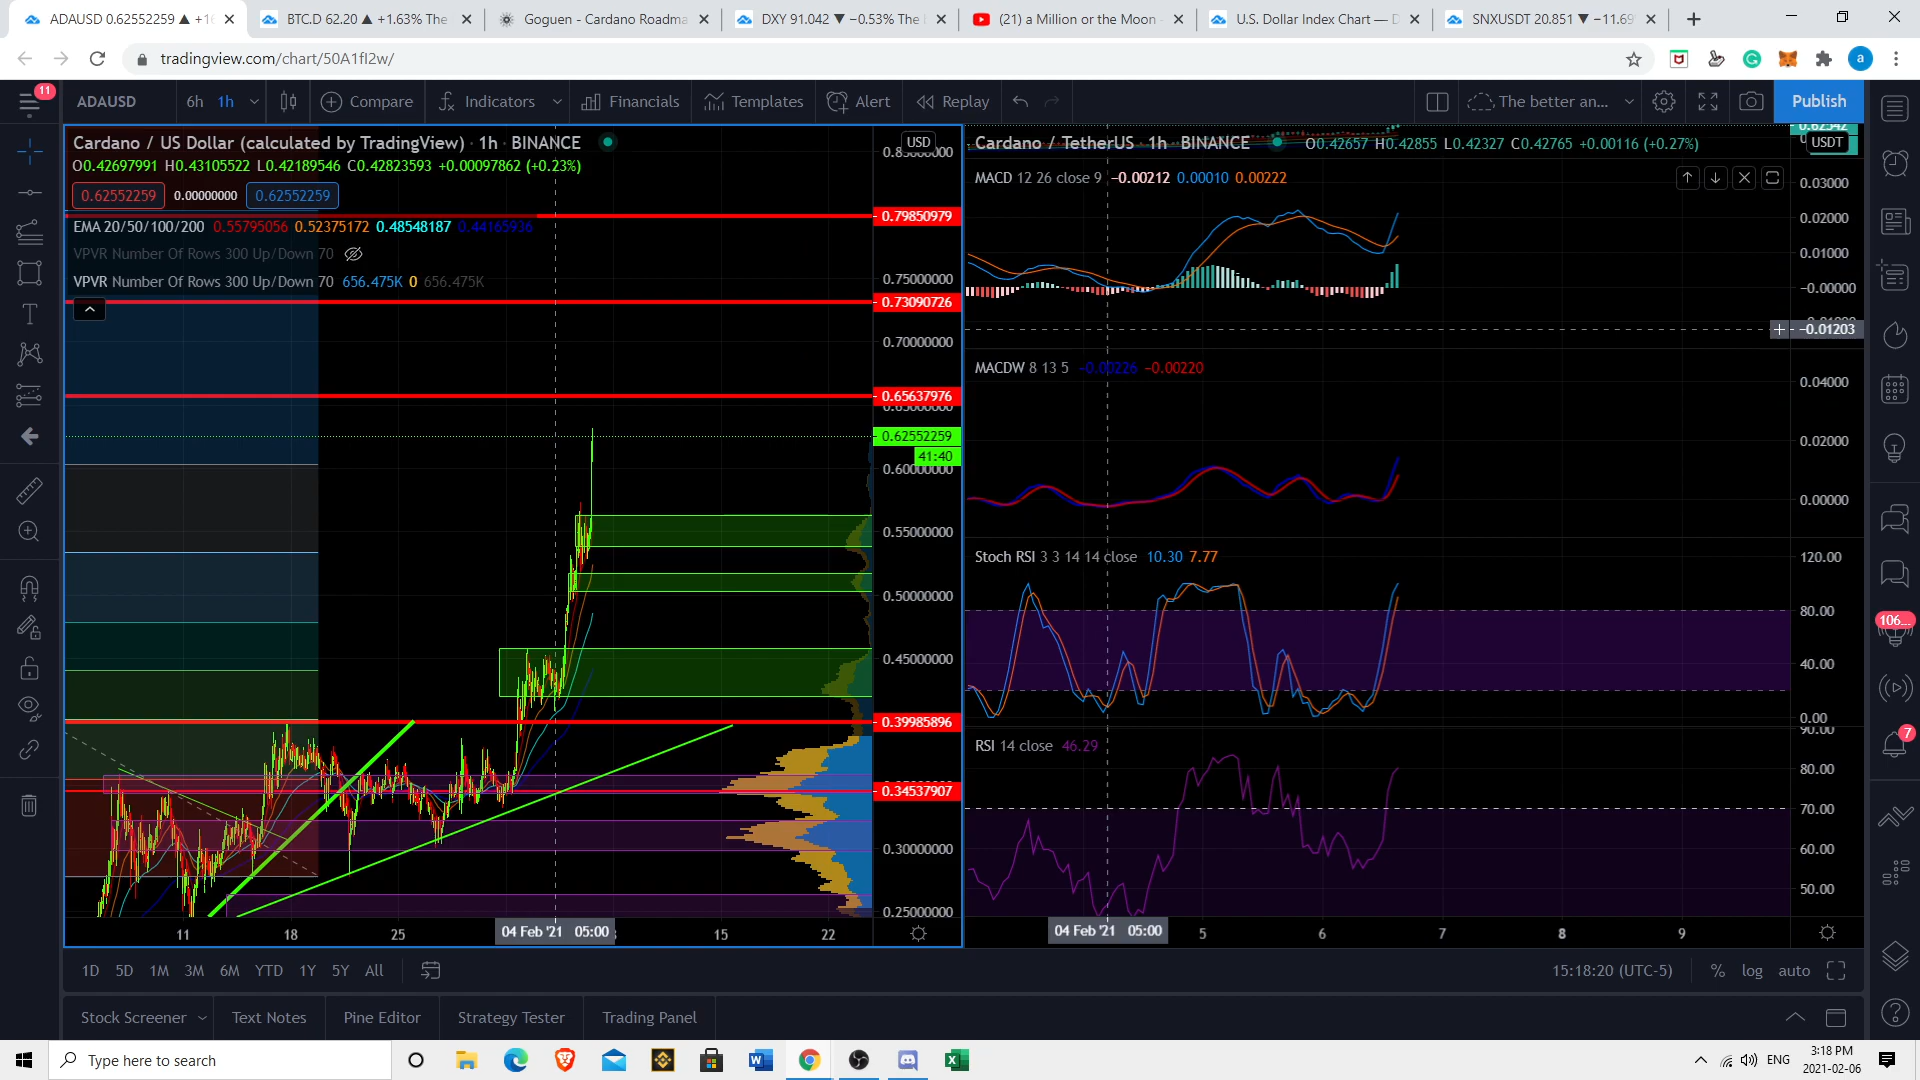 ADAUSD 0.62552259 ▲ +1
BTC.D 62.20 ▲ +1.63% The
Goguen - Cardano Roadma
DXY 91.042 ▼ −0.53% The
(21) a Million or the Moon
U.S. Dollar Index Chart — D
SNXUSDT 20.851 ▼ −11.69
tradingview.com/chart/50A1fI2w/
a
11
ADAUSD 6h 1h Compare Indicators Financials Templates Alert Replay
The better an... Publish
Cardano / US Dollar (calculated by TradingView) · 1h · BINANCE
USD
O0.42697991 H0.43105522 L0.42189546 C0.42823593 +0.00097862 (+0.23%)
0.62552259 0.00000000 0.62552259
EMA 20/50/100/200 0.55795056 0.52375172 0.48548187 0.44165936
VPVR Number Of Rows 300 Up/Down 70
VPVR Number Of Rows 300 Up/Down 70 656.475K 0 656.475K
0.79850979
0.75000000
0.73090726
0.70000000
0.65637976
0.65000000
0.62552259
41:40
0.60000000
0.55000000
0.50000000
0.45000000
0.39985896
0.34537907
0.30000000
0.25000000
11 18 25 04 Feb '21 05:00 15 22
Cardano / TetherUS · 1h · BINANCE
O0.42657 H0.42855 L0.42327 C0.42765 +0.00116 (+0.27%)
USDT
MACD 12 26 close 9 −0.00212 0.00010 0.00222
0.03000
0.02000
0.01000
−0.00000
−0.01203
MACDW 8 13 5 −0.00226 −0.00220
0.04000
0.02000
0.00000
Stoch RSI 3 3 14 14 close 10.30 7.77
120.00
80.00
40.00
0.00
RSI 14 close 46.29
90.00
80.00
70.00
60.00
50.00
04 Feb '21 05:00 5 6 7 8 9
106...
7
1D 5D 1M 3M 6M YTD 1Y 5Y All
15:18:20 (UTC-5) % log auto
Stock Screener Text Notes Pine Editor Strategy Tester Trading Panel
Type here to search
ENG
3:18 PM
2021-02-06